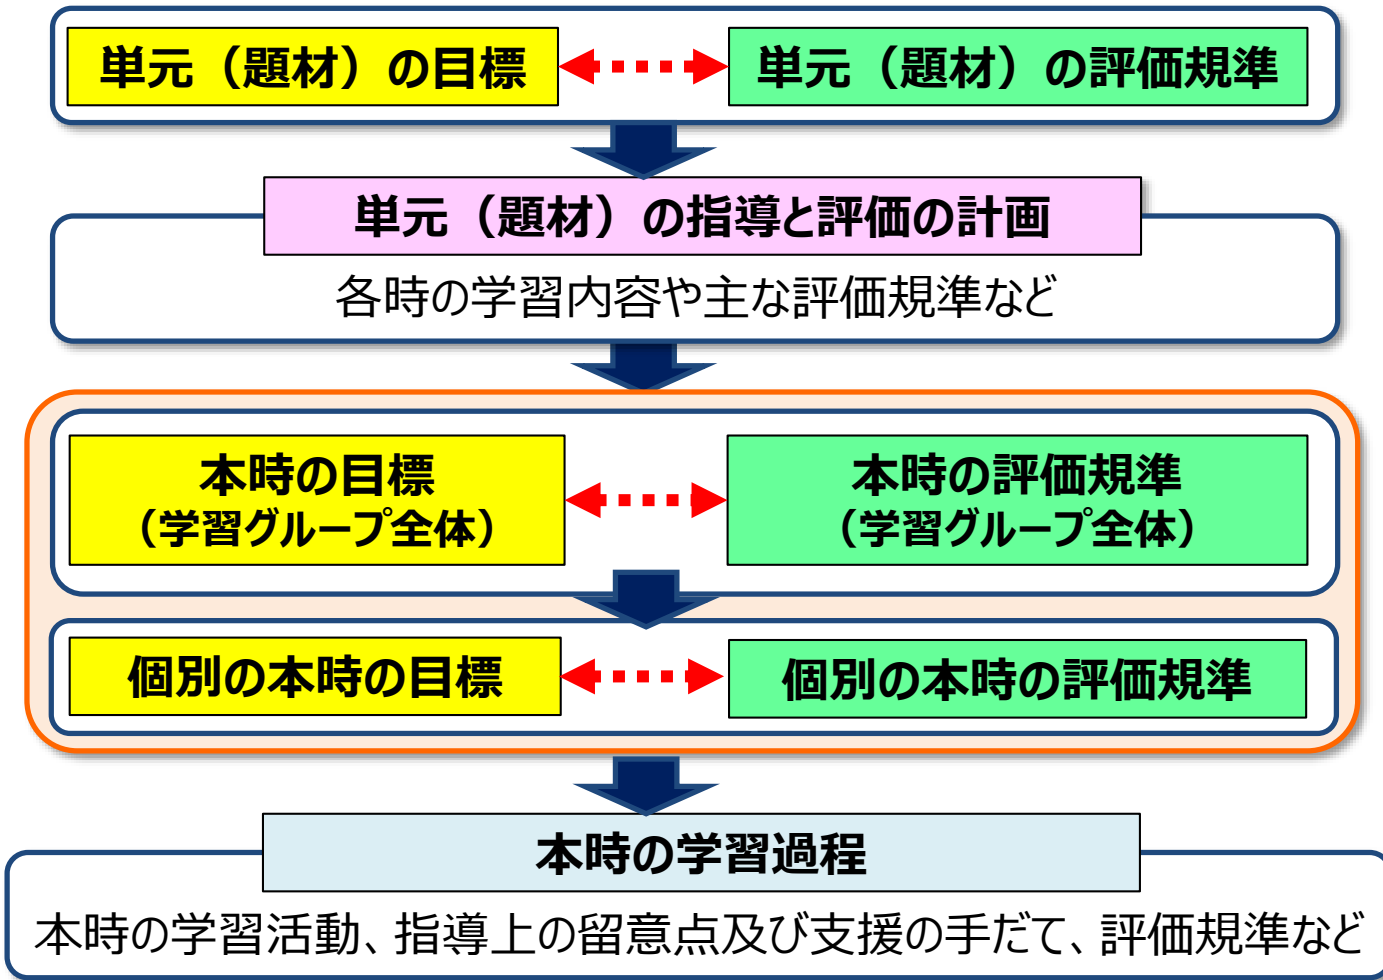 単元（題材）の目標
単元（題材）の評価規準
単元（題材）の指導と評価の計画
各時の学習内容や主な評価規準など
本時の目標
（学習グループ全体）
本時の評価規準
（学習グループ全体）
個別の本時の目標
個別の本時の評価規準
本時の学習過程
本時の学習活動、指導上の留意点及び支援の手だて、評価規準など